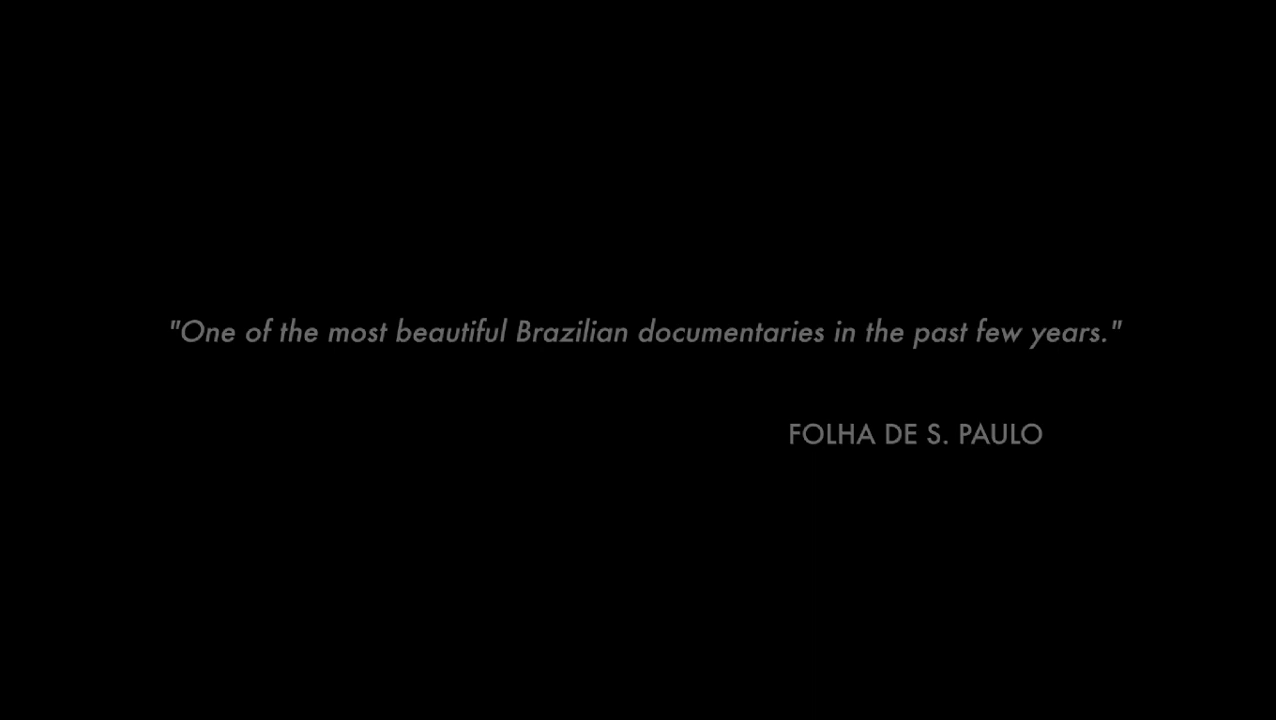 "One of the most beautiful Brazilian documentaries in the past few years."
FOLHA DE S. PAULO